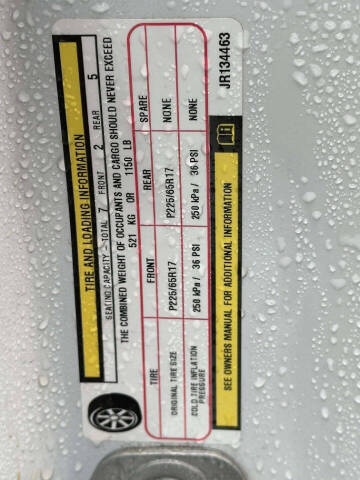 TIRE AND LOADING INFORMATION
SEATING CAPACITY - TOTAL 7 FRONT 2 REAR 5
THE COMBINED WEIGHT OF OCCUPANTS AND CARGO SHOULD NEVER EXCEED
521 KG OR 1150 LB
TIRE FRONT REAR SPARE
ORIGINAL TIRE SIZE P225/65R17 P225/65R17 NONE
COLD TIRE INFLATION PRESSURE 250 kPa / 36 PSI 250 kPa / 36 PSI NONE
SEE OWNERS MANUAL FOR ADDITIONAL INFORMATION
JR134463